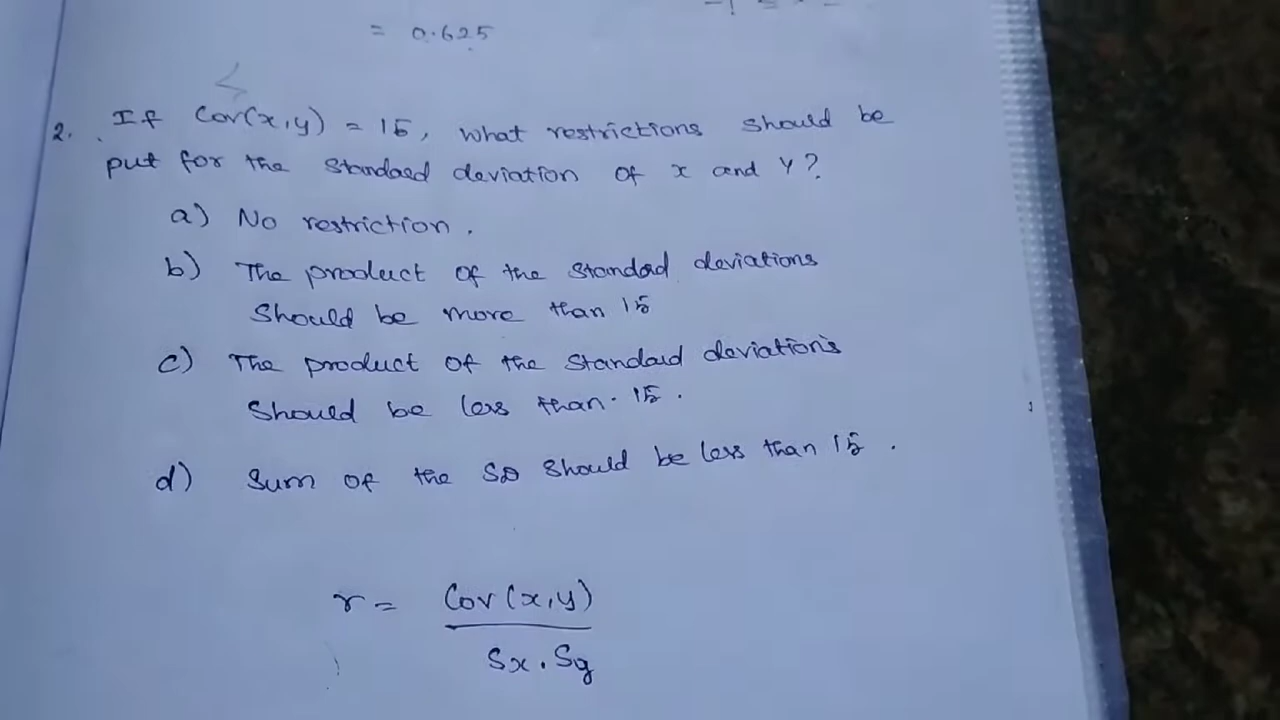 = 0.625
2. If Cov(x,y) = 15, what restrictions should be
put for the standard deviation of x and y?
a) No restriction.
b) The product of the standard deviations
should be more than 15
c) The product of the standard deviations
should be less than 15.
d) Sum of the SD should be less than 15.
r = Cov(x,y)
Sx . Sy